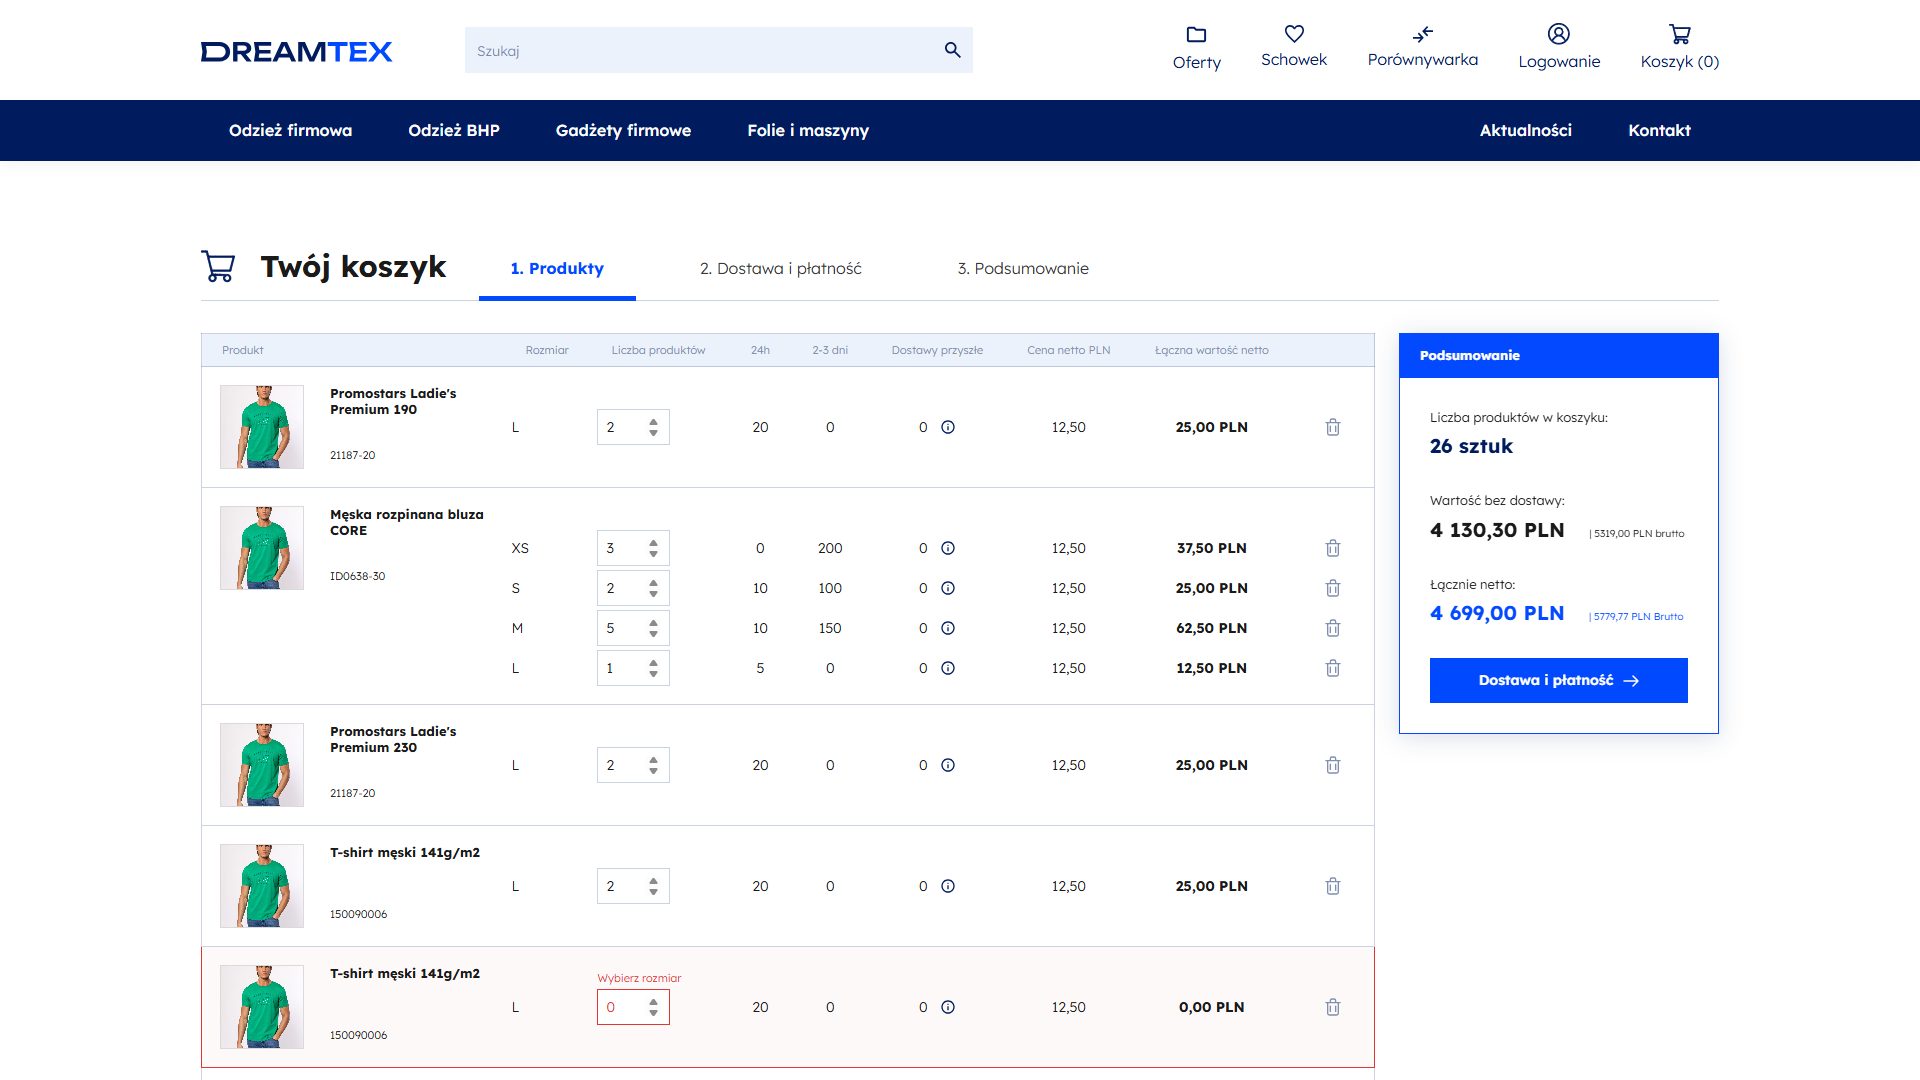 DREAMTEX
Szukaj
Oferty
Schowek
Porównywarka
Logowanie
Koszyk (0)
Odzież firmowa
Odzież BHP
Gadżety firmowe
Folie i maszyny
Aktualności
Kontakt
Twój koszyk
1. Produkty
2. Dostawa i płatność
3. Podsumowanie
Produkt Rozmiar Liczba produktów 24h 2-3 dni Dostawy przyszłe Cena netto PLN Łączna wartość netto
Promostars Ladie's
Premium 190
L 2 20 0 0 12,50 25,00 PLN
21187-20
Męska rozpinana bluza
CORE
XS 3 0 200 0 12,50 37,50 PLN
ID0638-30
S 2 10 100 0 12,50 25,00 PLN
M 5 10 150 0 12,50 62,50 PLN
L 1 5 0 0 12,50 12,50 PLN
Promostars Ladie's
Premium 230
L 2 20 0 0 12,50 25,00 PLN
21187-20
T-shirt męski 141g/m2
L 2 20 0 0 12,50 25,00 PLN
150090006
T-shirt męski 141g/m2
Wybierz rozmiar
L 0 20 0 0 12,50 0,00 PLN
150090006
Podsumowanie
Liczba produktów w koszyku:
26 sztuk
Wartość bez dostawy:
4 130,30 PLN | 5319,00 PLN brutto
Łącznie netto:
4 699,00 PLN | 5779,77 PLN Brutto
Dostawa i płatność